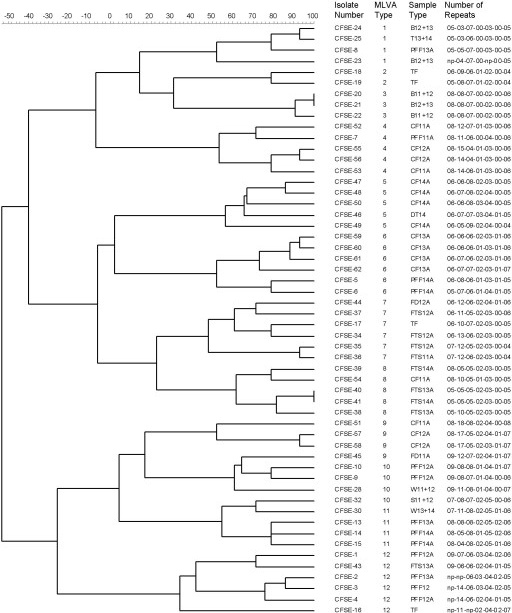 -50 -40 -30 -20 -10 0 10 20 30 40 50 60 70 80 90 100
Isolate Number MLVA Type Sample Type Number of Repeats
CFSE-24 1 B12+13 05-03-07-00-03-00-05
CFSE-25 1 T13+14 05-03-06-00-03-00-05
CFSE-8 1 PFF13A 05-05-07-00-03-00-05
CFSE-23 1 B12+13 np-04-07-00-np-00-05
CFSE-18 2 TF 06-09-06-01-02-00-04
CFSE-19 2 TF 05-08-07-01-02-00-04
CFSE-20 3 B11+12 08-08-07-00-02-00-06
CFSE-21 3 B12+13 08-08-07-00-02-00-06
CFSE-22 3 B11+12 08-08-07-00-02-00-05
CFSE-52 4 CF11A 08-12-07-01-03-00-06
CFSE-7 4 PFF11A 08-11-06-00-04-00-06
CFSE-55 4 CF12A 08-15-04-01-03-00-06
CFSE-56 4 CF12A 08-14-04-01-03-00-06
CFSE-53 4 CF11A 08-14-06-01-03-00-06
CFSE-47 5 CF14A 06-06-08-02-03-00-05
CFSE-48 5 CF14A 06-07-08-02-04-00-05
CFSE-50 5 CF14A 06-08-08-03-04-00-05
CFSE-46 5 DT14 06-07-07-03-04-01-05
CFSE-49 5 CF14A 06-05-09-02-04-00-04
CFSE-59 6 CF13A 06-06-06-02-03-01-06
CFSE-60 6 CF13A 06-06-06-01-03-01-06
CFSE-61 6 CF13A 06-07-06-02-03-01-06
CFSE-62 6 CF13A 06-07-07-02-03-01-07
CFSE-5 6 PFF14A 06-08-06-01-03-01-05
CFSE-6 6 PFF14A 05-07-06-01-04-01-05
CFSE-44 7 FD12A 06-12-06-02-04-01-06
CFSE-37 7 FTS12A 06-11-05-02-03-00-06
CFSE-17 7 TF 06-10-07-02-03-00-05
CFSE-34 7 FTS12A 06-13-06-02-03-00-05
CFSE-35 7 FTS12A 07-12-05-02-03-00-04
CFSE-36 7 FTS11A 07-12-06-02-03-00-04
CFSE-39 8 FTS14A 08-05-05-02-03-00-05
CFSE-54 8 CF11A 08-10-05-01-03-00-05
CFSE-40 8 FTS13A 05-05-05-02-03-00-05
CFSE-41 8 FTS14A 05-05-05-02-03-00-05
CFSE-38 8 FTS13A 05-10-05-02-03-00-05
CFSE-51 9 CF11A 08-18-08-02-04-00-08
CFSE-57 9 CF12A 08-17-05-02-04-01-07
CFSE-58 9 CF12A 08-17-05-02-03-01-07
CFSE-45 9 FD11A 09-12-07-02-04-01-05
CFSE-10 10 PFF12A 09-08-08-01-04-01-07
CFSE-9 10 PFF12A 09-08-07-01-04-00-06
CFSE-28 10 W11+12 09-11-08-01-04-00-07
CFSE-32 10 S11+12 07-08-07-02-05-00-06
CFSE-30 11 W13+14 07-11-08-02-05-01-06
CFSE-13 11 PFF13A 08-08-08-02-05-02-06
CFSE-14 11 PFF14A 08-05-08-01-05-02-06
CFSE-15 11 PFF14A 08-04-08-02-05-01-06
CFSE-1 12 PFF12A 09-07-06-03-04-02-06
CFSE-43 12 FTS13A 09-06-06-02-04-01-05
CFSE-2 12 PFF13A np-np-06-03-04-02-05
CFSE-3 12 PFF12 np-14-06-03-04-02-05
CFSE-4 12 PFF12A np-14-06-02-04-01-05
CFSE-16 12 TF np-11-np-02-04-02-07